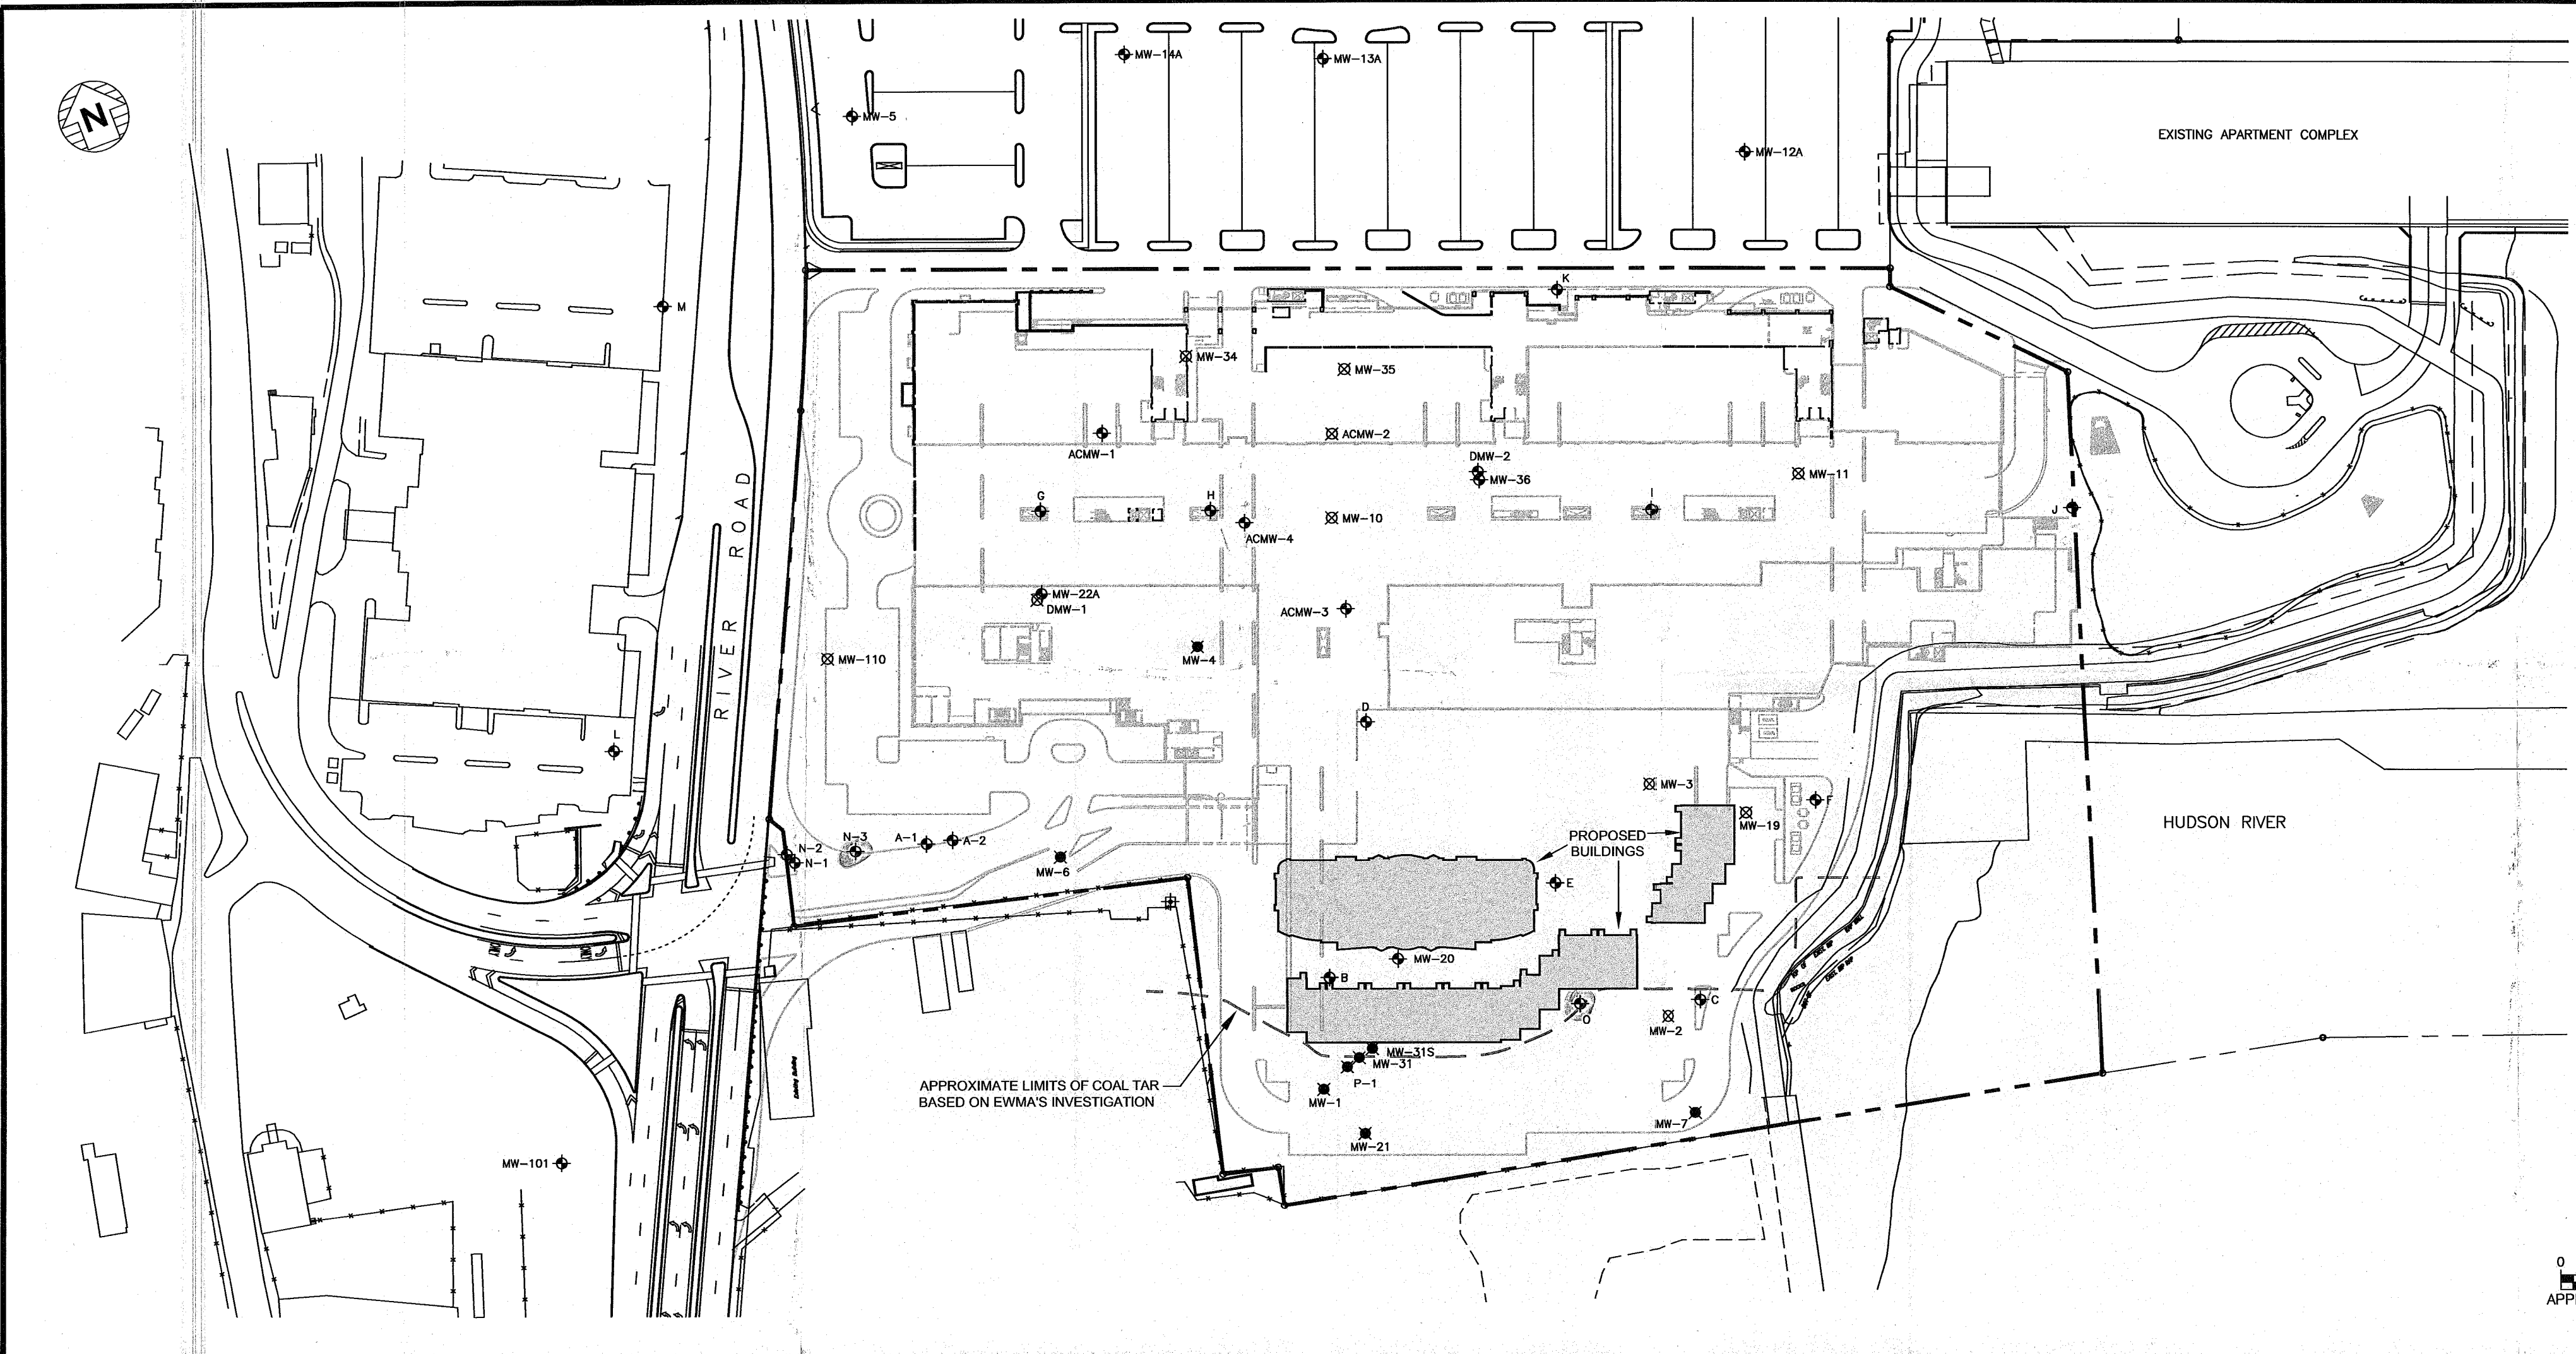 N
MW-14A
MW-13A
MW-5
MW-12A
EXISTING APARTMENT COMPLEX
K
M
MW-34
MW-35
ACMW-1
ACMW-2
DMW-2
MW-36
MW-11
G
H
I
J
ACMW-4
MW-10
RIVER ROAD
MW-22A
DMW-1
ACMW-3
MW-110
MW-4
D
L
MW-3
F
MW-19
HUDSON RIVER
PROPOSED
BUILDINGS
N-3
A-1
A-2
N-2
N-1
MW-6
E
MW-20
B
C
O
MW-2
MW-31S
MW-31
P-1
MW-1
APPROXIMATE LIMITS OF COAL TAR
BASED ON EWMA'S INVESTIGATION
MW-7
MW-21
MW-101
0